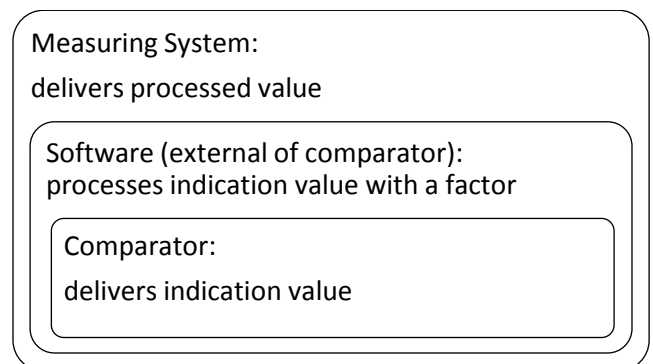 Measuring System:
delivers processed value
Software (external of comparator):
processes indication value with a factor
Comparator:
delivers indication value